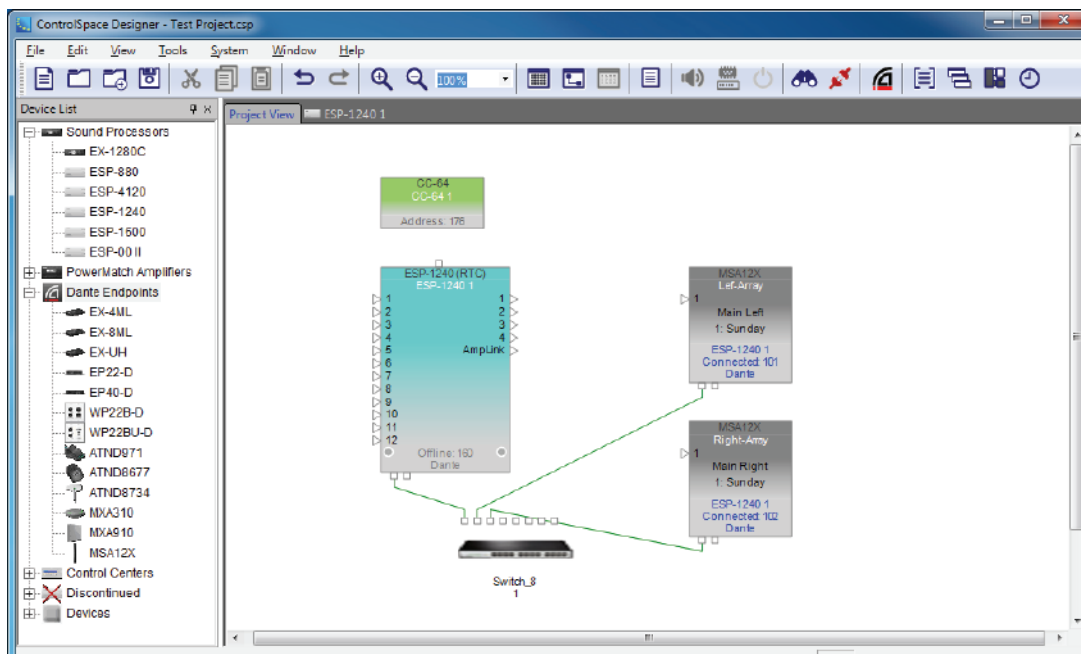 ControlSpace Designer - Test Project.csp
File Edit View Tools System Window Help
100%
Device List
Project View ESP-1240 1
Sound Processors
EX-1280C
ESP-880
ESP-4120
ESP-1240
ESP-1600
ESP-00 II
PowerMatch Amplifiers
Dante Endpoints
EX-4ML
EX-8ML
EX-UH
EP22-D
EP40-D
WP22B-D
WP22BU-D
ATND971
ATND8677
ATND8734
MXA310
MXA910
MSA12X
Control Centers
Discontinued
Devices
CC-64
CC-64 1
Address: 176
ESP-1240 (RTC)
ESP-1240 1
1 1
2 2
3 3
4 4
5 AmpLink
6
7
8
9
10
11
12
Offline: 160
Dante
MSA12X
Lef-Array
1
Main Left
1: Sunday
ESP-1240 1
Connected: 101
Dante
MSA12X
Right-Array
1
Main Right
1: Sunday
ESP-1240 1
Connected: 102
Dante
Switch_8
1